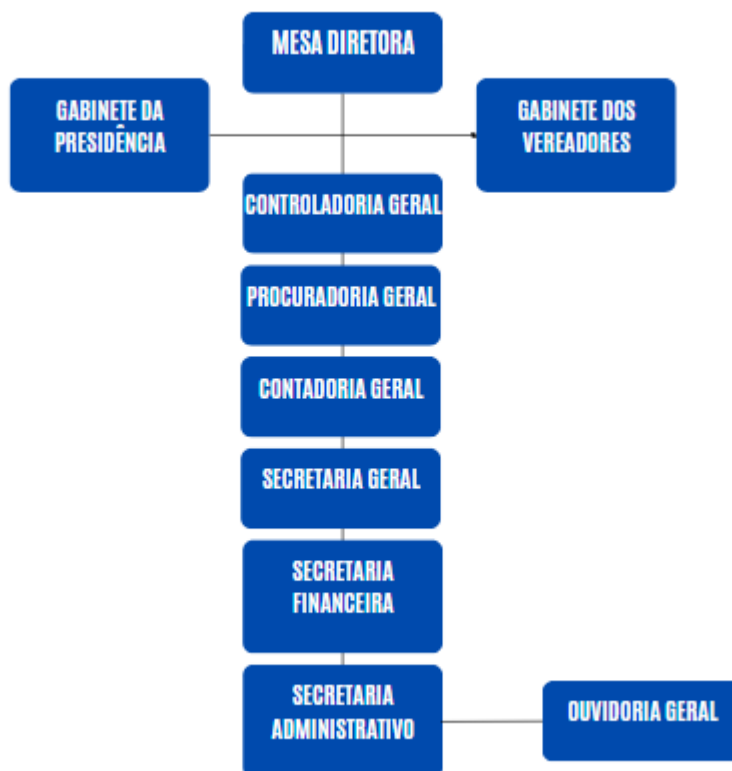 MESA DIRETORA
GABINETE DA
PRESIDÊNCIA
GABINETE DOS
VEREADORES
CONTROLADORIA GERAL
PROCURADORIA GERAL
CONTADORIA GERAL
SECRETARIA GERAL
SECRETARIA
FINANCEIRA
SECRETARIA
ADMINISTRATIVO
OUVIDORIA GERAL